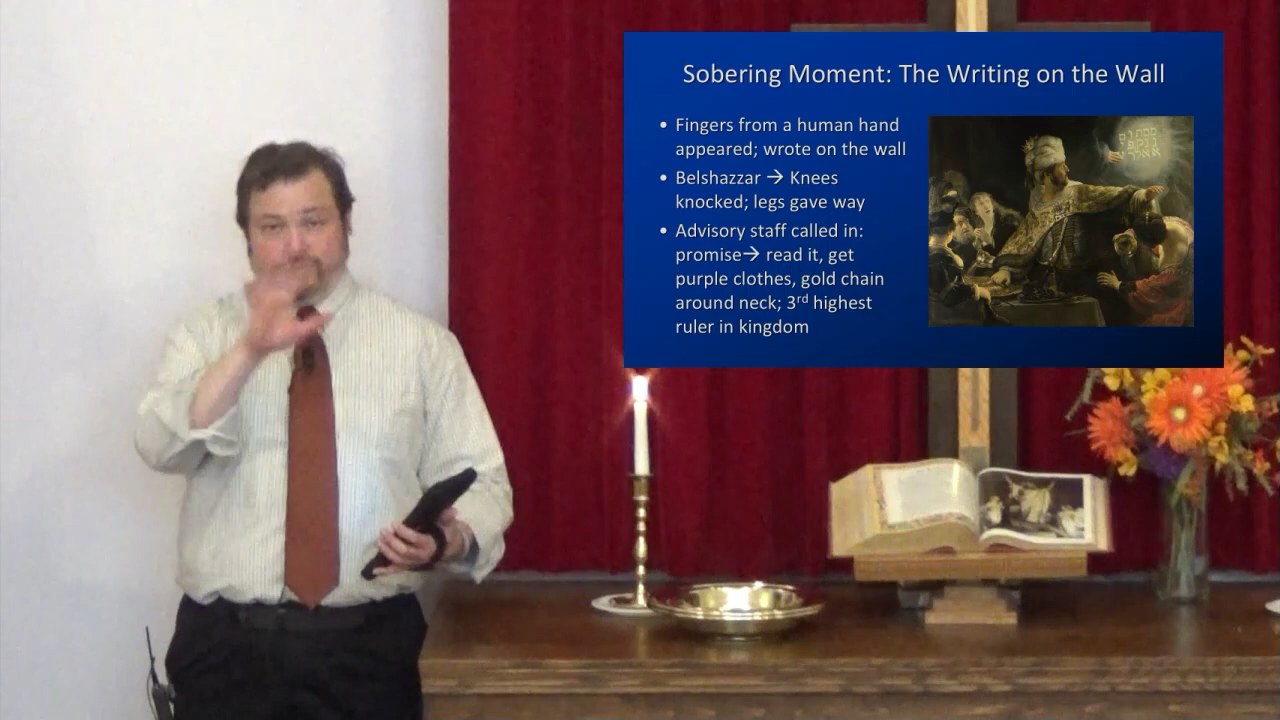 Sobering Moment: The Writing on the Wall
• Fingers from a human hand
appeared; wrote on the wall
• Belshazzar → Knees
knocked; legs gave way
• Advisory staff called in:
promise→ read it, get
purple clothes, gold chain
around neck; 3rd highest
ruler in kingdom